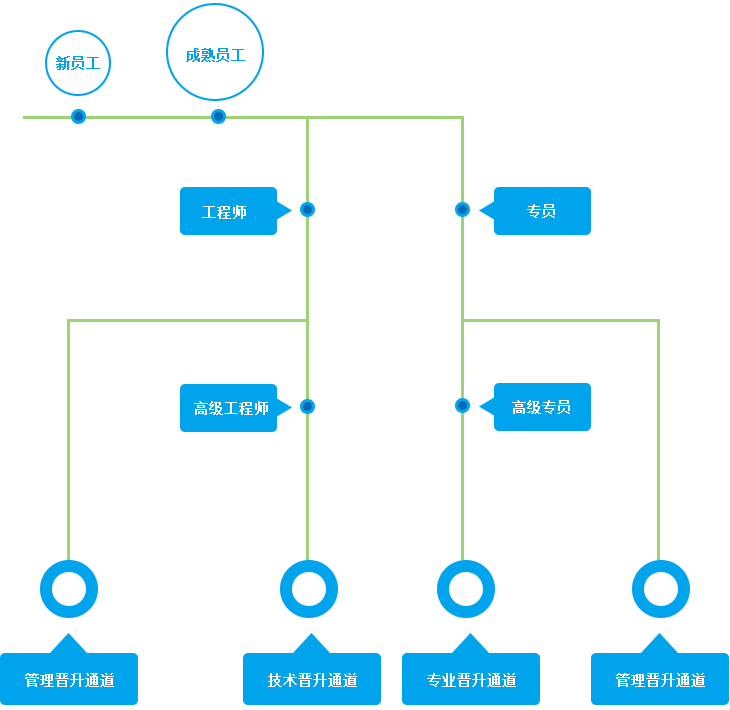 新员工
成熟员工
工程师
专员
高级工程师
高级专员
管理晋升通道
技术晋升通道
专业晋升通道
管理晋升通道